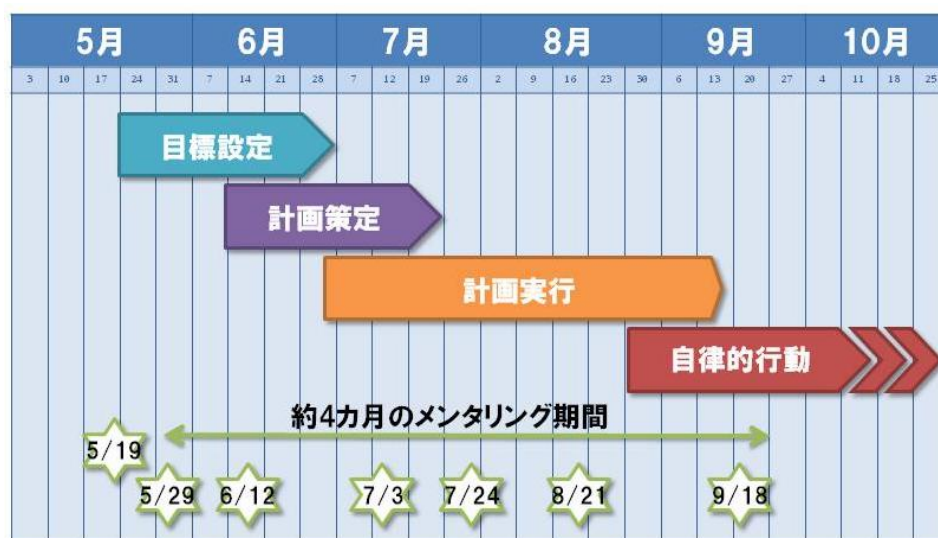 5月 6月 7月 8月 9月 10月
3 10 17 24 31 7 14 21 28 7 12 19 26 2 9 16 23 30 6 13 20 27 4 11 18 25
目標設定
計画策定
計画実行
自律的行動
約4カ月のメンタリング期間
5/19
5/29 6/12 7/3 7/24 8/21 9/18